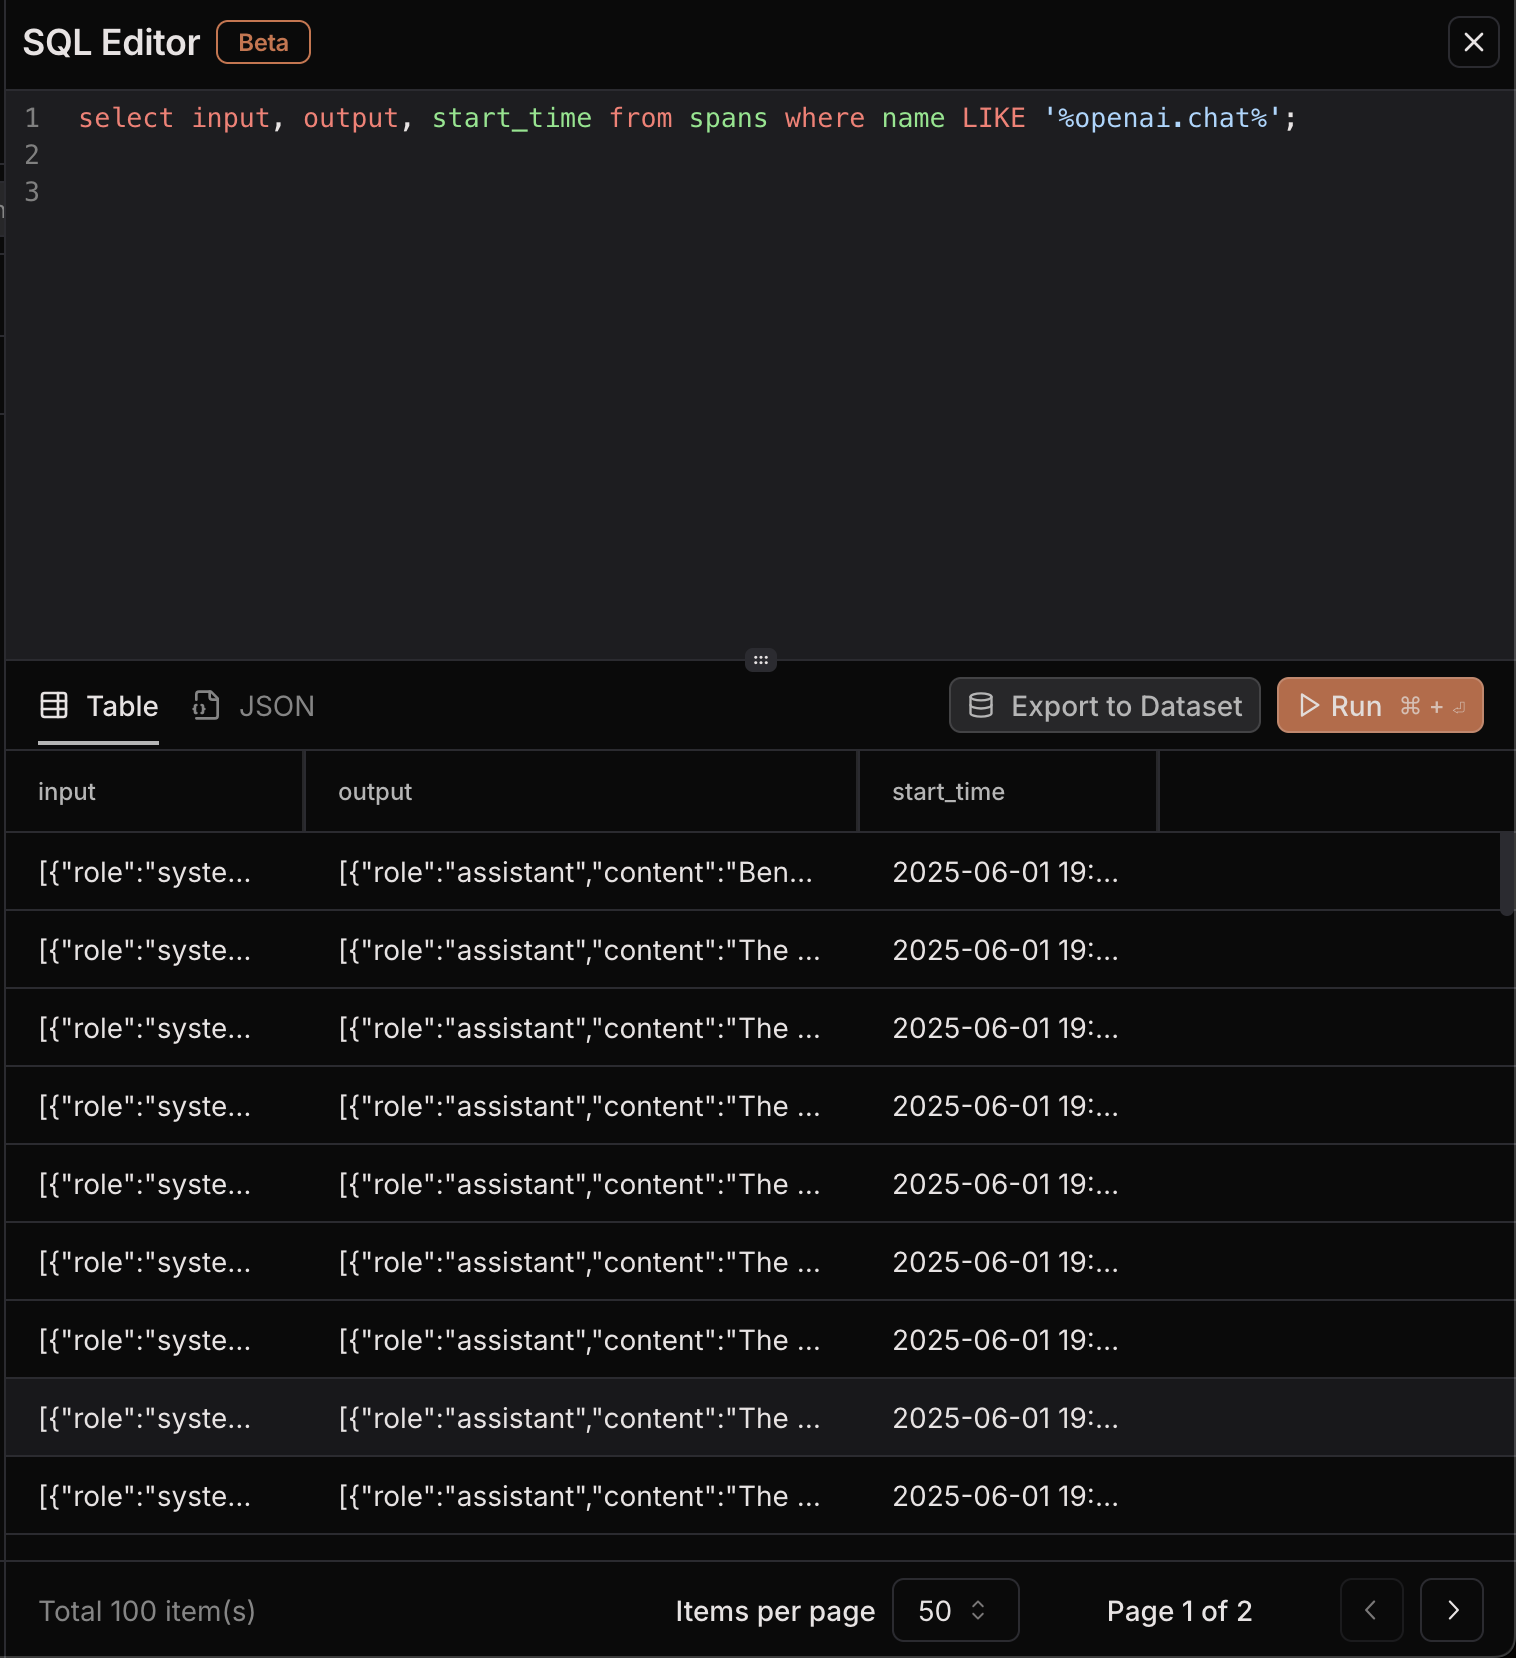 SQL Editor Beta
1 select input, output, start_time from spans where name LIKE '%openai.chat%';
2
3
Table JSON Export to Dataset Run ⌘ + ⏎
input output start_time
[{"role":"syste... [{"role":"assistant","content":"Ben... 2025-06-01 19:...
[{"role":"syste... [{"role":"assistant","content":"The ... 2025-06-01 19:...
[{"role":"syste... [{"role":"assistant","content":"The ... 2025-06-01 19:...
[{"role":"syste... [{"role":"assistant","content":"The ... 2025-06-01 19:...
[{"role":"syste... [{"role":"assistant","content":"The ... 2025-06-01 19:...
[{"role":"syste... [{"role":"assistant","content":"The ... 2025-06-01 19:...
[{"role":"syste... [{"role":"assistant","content":"The ... 2025-06-01 19:...
[{"role":"syste... [{"role":"assistant","content":"The ... 2025-06-01 19:...
[{"role":"syste... [{"role":"assistant","content":"The ... 2025-06-01 19:...
Total 100 item(s) Items per page 50 Page 1 of 2